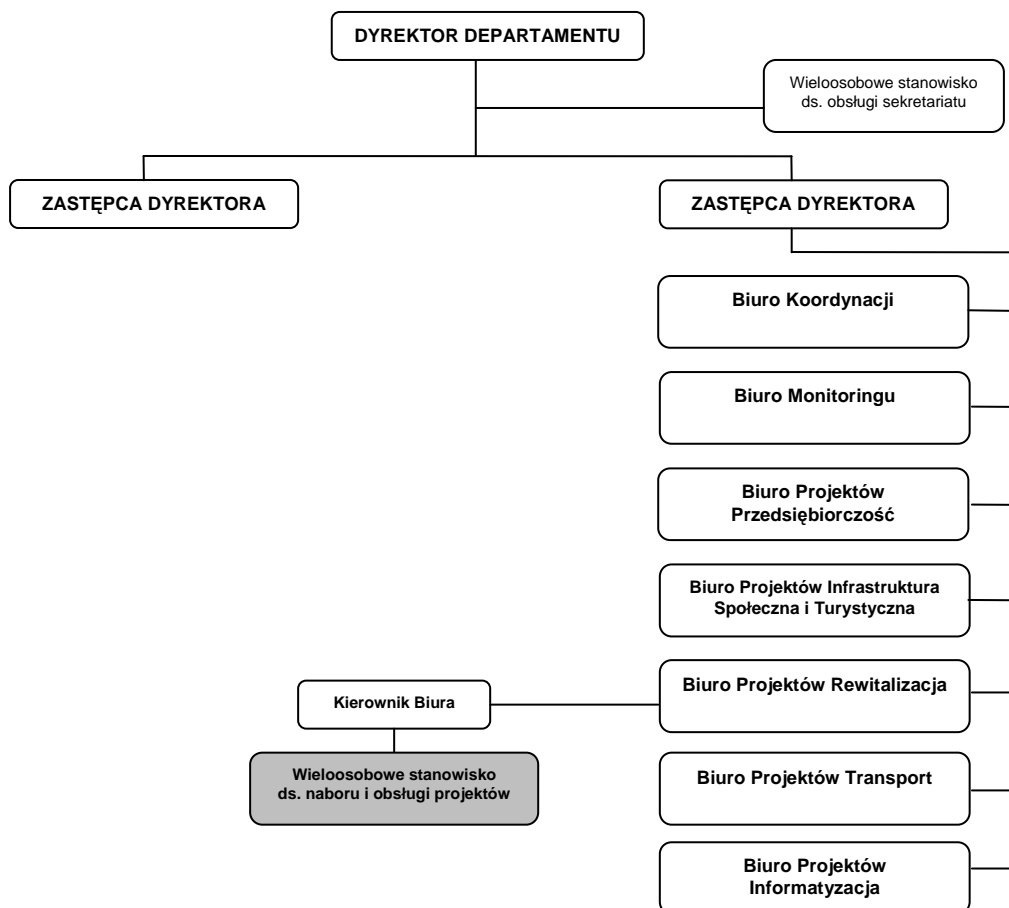 DYREKTOR DEPARTAMENTU
Wieloosobowe stanowisko
ds. obsługi sekretariatu
ZASTĘPCA DYREKTORA
ZASTĘPCA DYREKTORA
Biuro Koordynacji
Biuro Monitoringu
Biuro Projektów
Przedsiębiorczość
Biuro Projektów Infrastruktura
Społeczna i Turystyczna
Biuro Projektów Rewitalizacja
Kierownik Biura
Wieloosobowe stanowisko
ds. naboru i obsługi projektów
Biuro Projektów Transport
Biuro Projektów
Informatyzacja